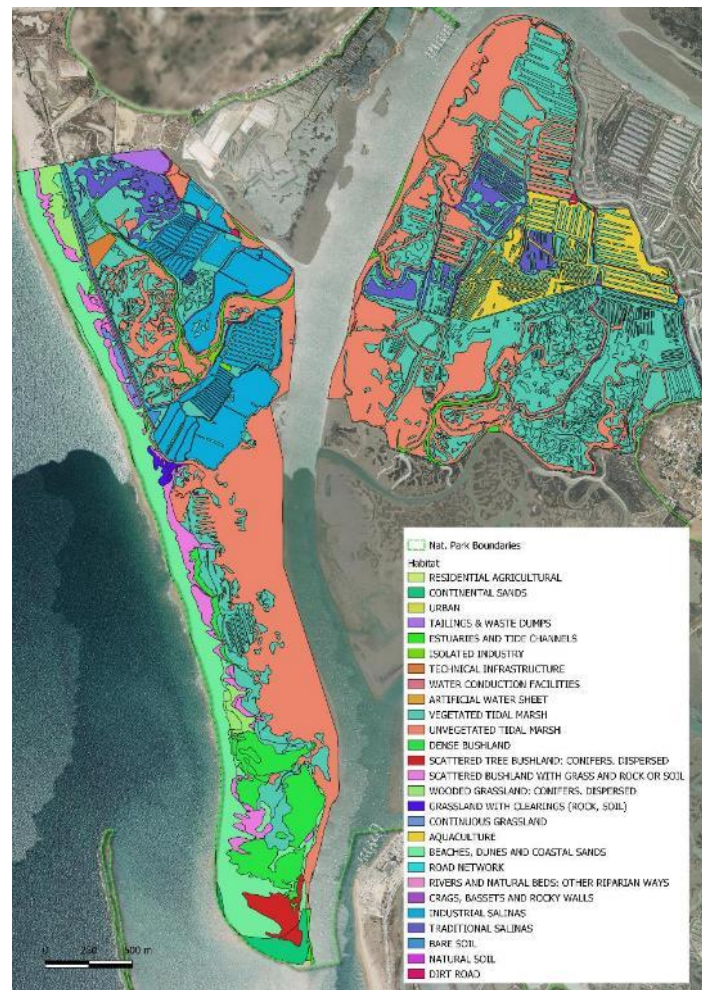 Nat. Park Boundaries
Habitat
RESIDENTIAL AGRICULTURAL
CONTINENTAL SANDS
URBAN
TAILINGS & WASTE DUMPS
ESTUARIES AND TIDE CHANNELS
ISOLATED INDUSTRY
TECHNICAL INFRASTRUCTURE
WATER CONDUCTION FACILITIES
ARTIFICIAL WATER SHEET
VEGETATED TIDAL MARSH
UNVEGETATED TIDAL MARSH
DENSE BUSHLAND
SCATTERED TREE BUSHLAND: CONIFERS. DISPERSED
SCATTERED BUSHLAND WITH GRASS AND ROCK OR SOIL
WOODED GRASSLAND: CONIFERS. DISPERSED
GRASSLAND WITH CLEARINGS (ROCK, SOIL)
CONTINUOUS GRASSLAND
AQUACULTURE
BEACHES, DUNES AND COASTAL SANDS
ROAD NETWORK
RIVERS AND NATURAL BEDS: OTHER RIPARIAN WAYS
CRAGS, BASSETS AND ROCKY WALLS
INDUSTRIAL SALINAS
TRADITIONAL SALINAS
BARE SOIL
NATURAL SOIL
DIRT ROAD
0 250 500 m